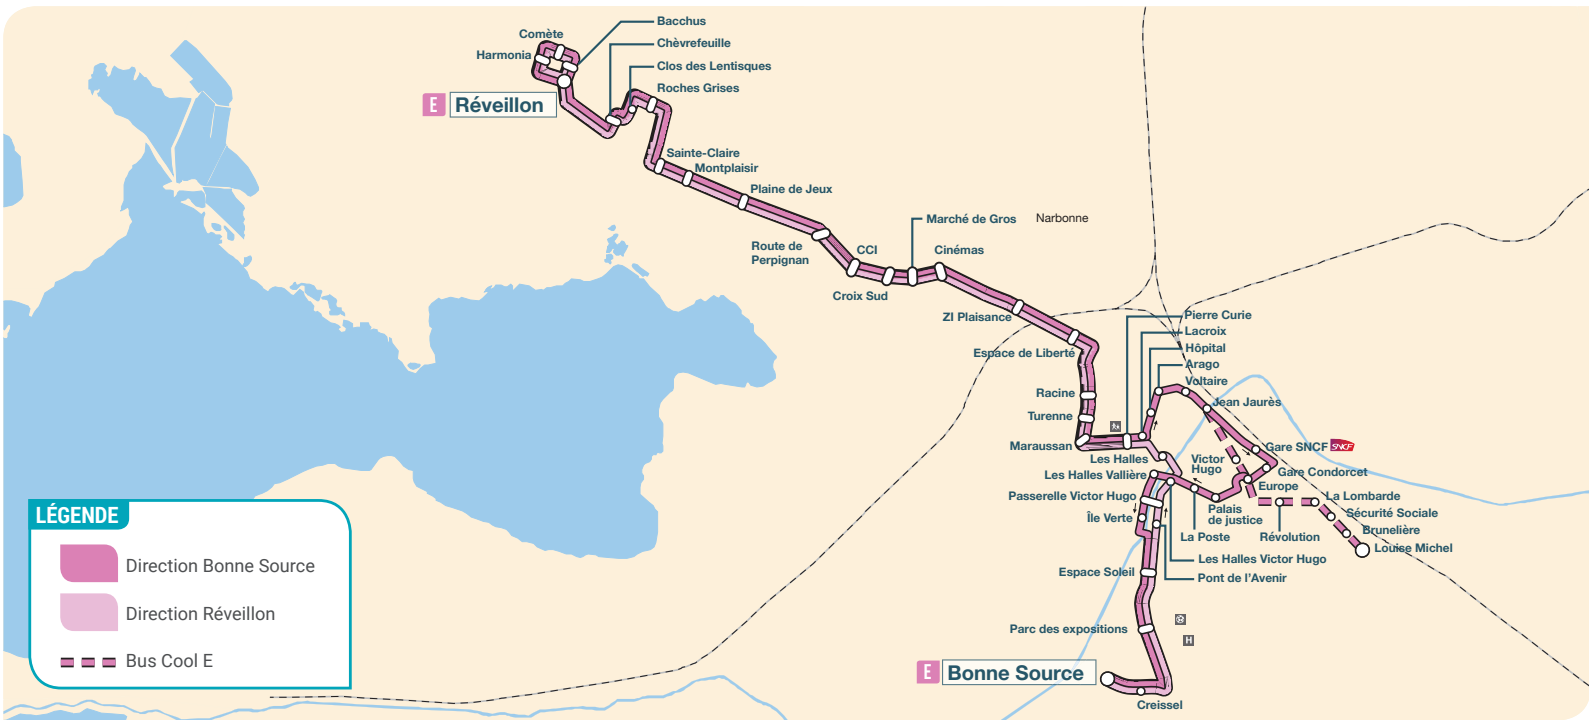 Bacchus
Comète
Chèvrefeuille
Harmonia
Clos des Lentisques
Roches Grises
E Réveillon
Sainte-Claire
Montplaisir
Plaine de Jeux
Marché de Gros
Narbonne
Route de
Perpignan
CCI
Cinémas
Croix Sud
ZI Plaisance
Pierre Curie
Lacroix
Hôpital
Espace de Liberté
Arago
Voltaire
Racine
Jean Jaurès
Turenne
Maraussan
Gare SNCF
SNCF
Les Halles
Victor
Hugo
Gare Condorcet
Les Halles Vallière
Europe
Passerelle Victor Hugo
La Lombarde
Île Verte
Palais
de justice
Sécurité Sociale
Brunelière
La Poste
Révolution
Louise Michel
Les Halles Victor Hugo
Espace Soleil
Pont de l'Avenir
Parc des expositions
H
E Bonne Source
Creissel
LÉGENDE
Direction Bonne Source
Direction Réveillon
Bus Cool E